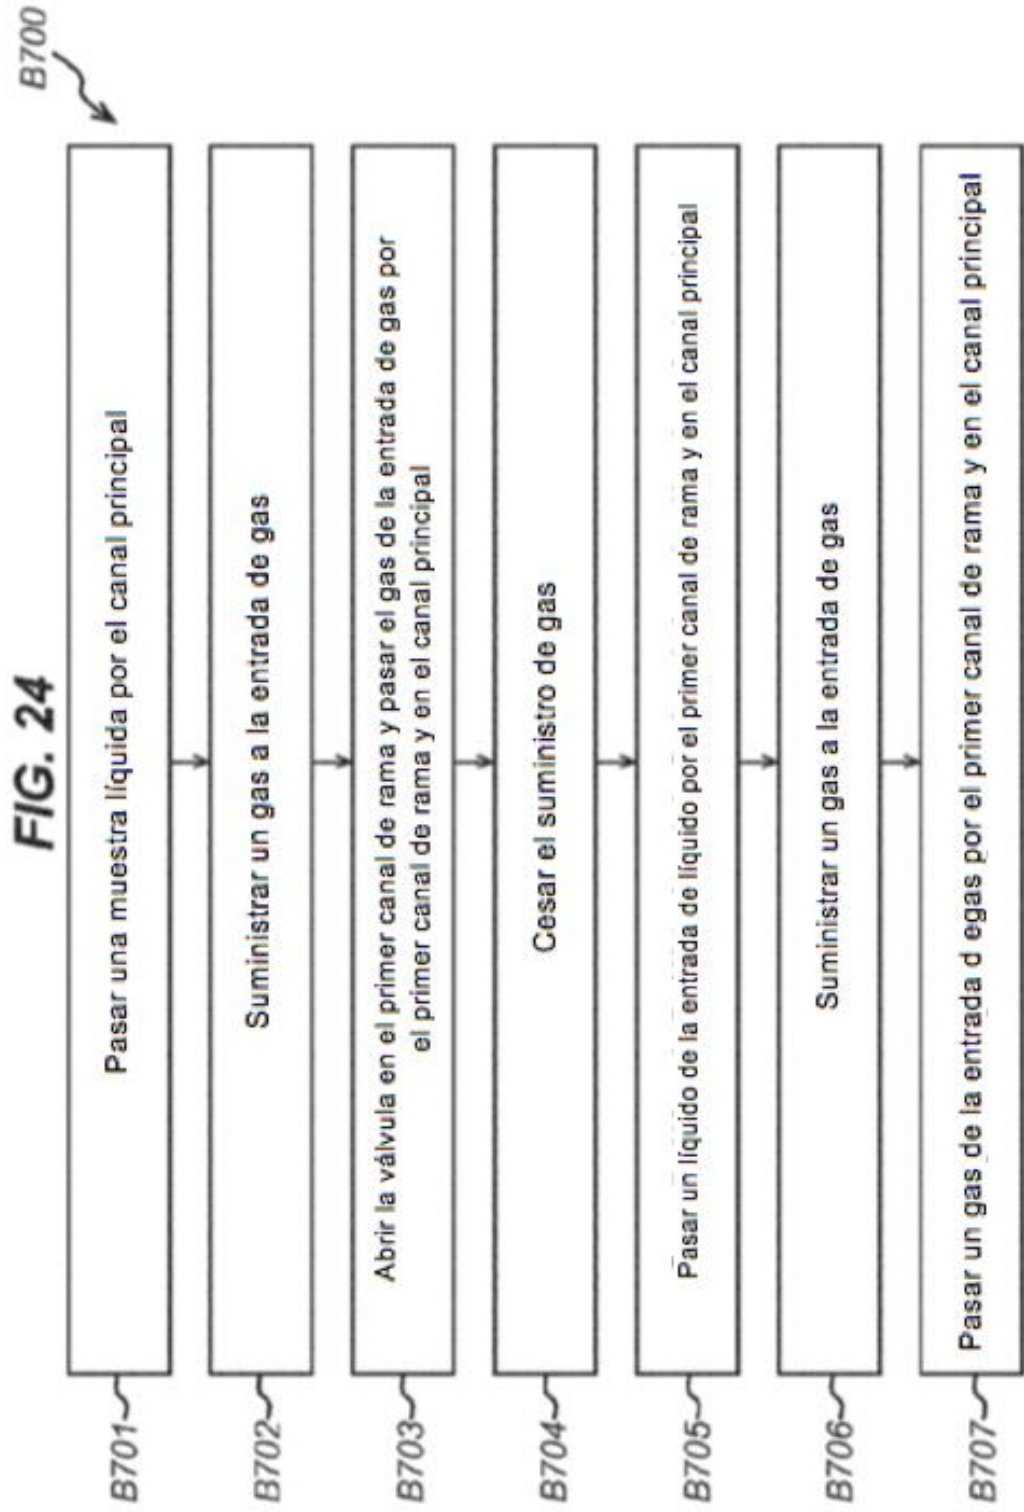 FIG. 24
B700
B701
Pasar una muestra líquida por el canal principal
B702
Suministrar un gas a la entrada de gas
B703
Abrir la válvula en el primer canal de rama y pasar el gas de la entrada de gas por
el primer canal de rama y en el canal principal
B704
Cesar el suministro de gas
B705
Pasar un líquido de la entrada de líquido por el primer canal de rama y en el canal principal
B706
Suministrar un gas a la entrada de gas
B707
Pasar un gas de la entrada d egas por el primer canal de rama y en el canal principal